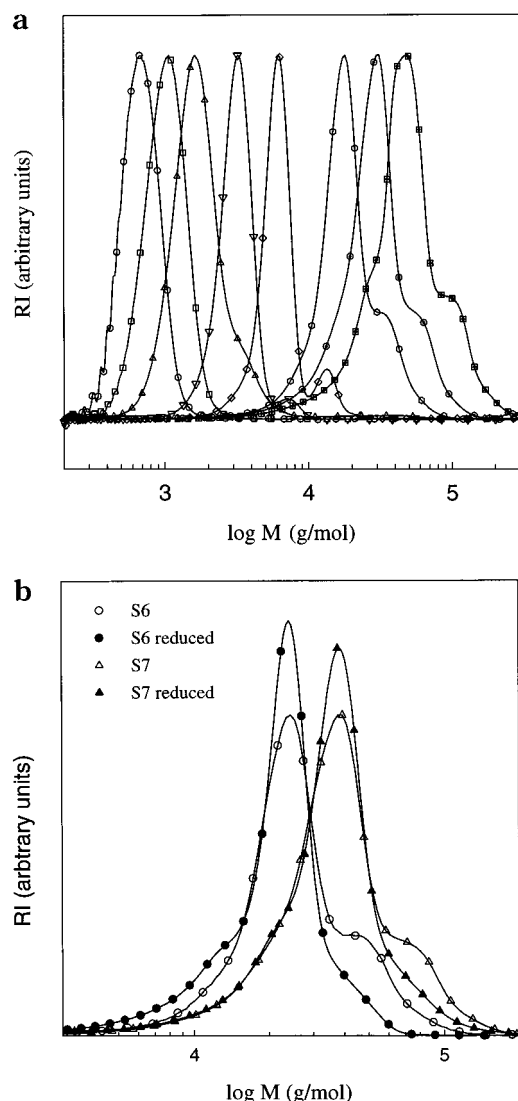 a
RI (arbitrary units)
3 4 5
log M (g/mol)
b
S6
S6 reduced
S7
S7 reduced
RI (arbtrary units)
4 5
log M (g/mol)